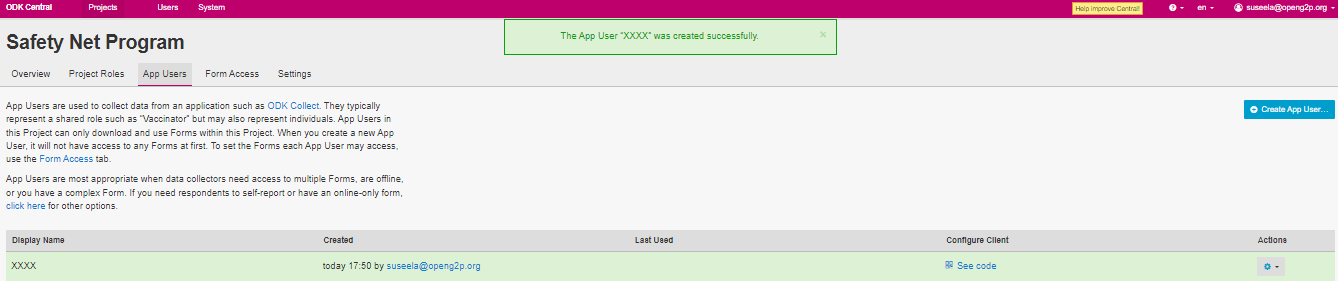 ODK Central Projects Users System Help improve Central! en suseela@openg2p.org
The App User "XXXX" was created successfully. ×
Safety Net Program
Overview Project Roles App Users Form Access Settings
App Users are used to collect data from an application such as ODK Collect. They typically
represent a shared role such as "Vaccinator" but may also represent individuals. App Users in
this Project can only download and use Forms within this Project. When you create a new App
User, it will not have access to any Forms at first. To set the Forms each App User may access,
use the Form Access tab.
Create App User...
App Users are most appropriate when data collectors need access to multiple Forms, are offline,
or you have a complex Form. If you need respondents to self-report or have an online-only form,
click here for other options.
Display Name Created Last Used Configure Client Actions
XXXX today 17:50 by suseela@openg2p.org See code